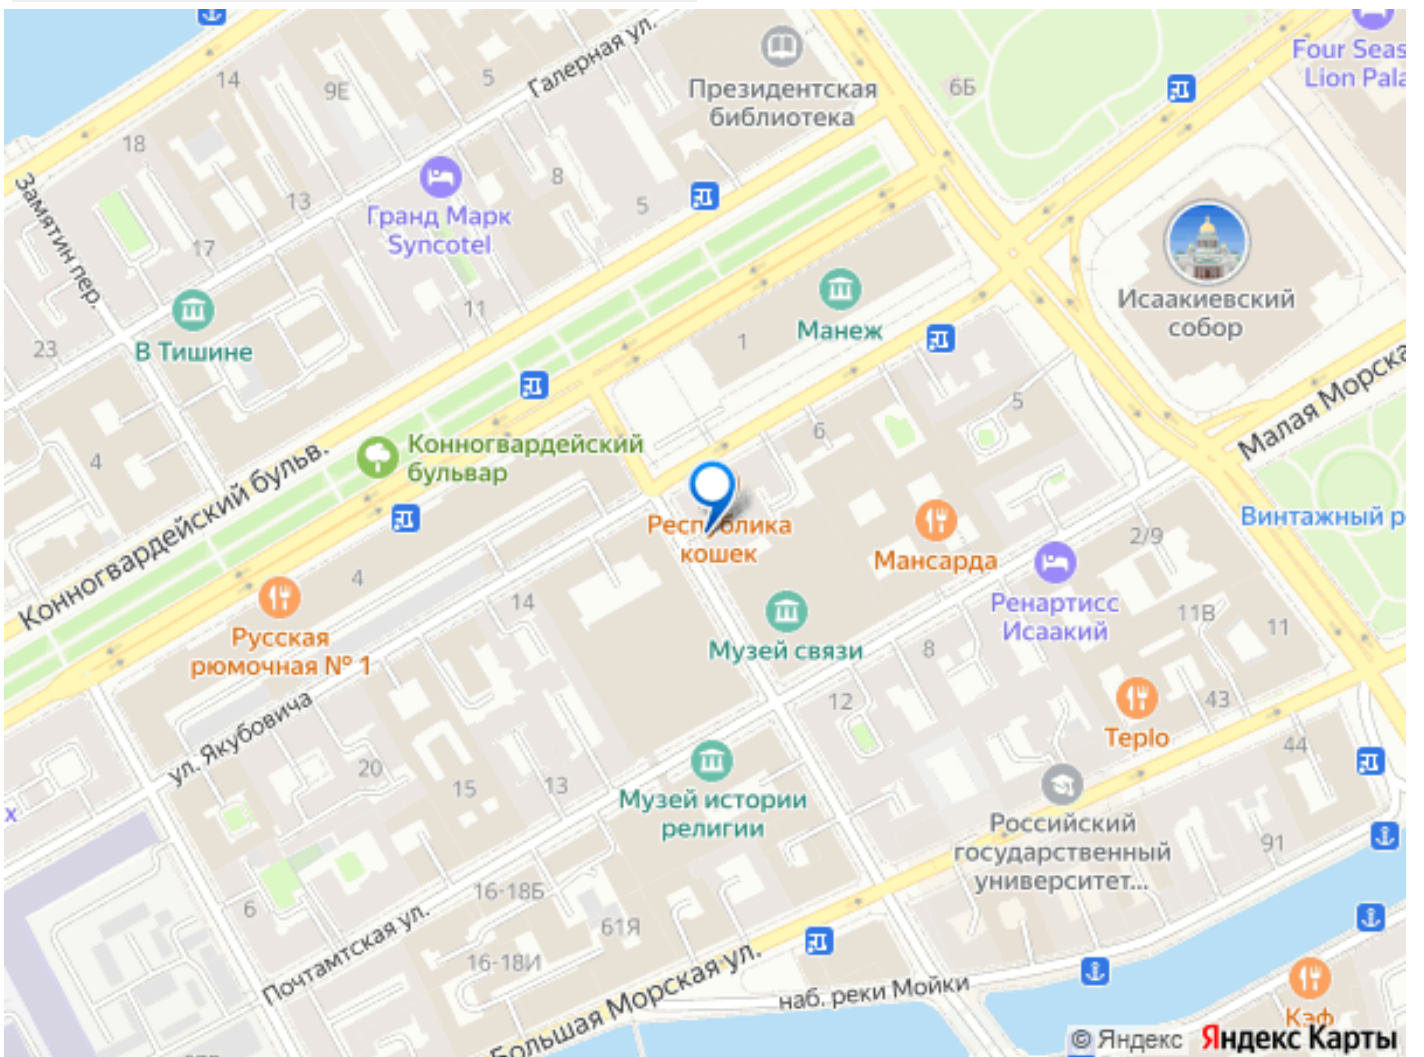 Галерная ул.
Президентская
библиотека
6Б
Four Seas
Lion Pala
14
9Е
5
18
Замятин пер.
13
Гранд Марк
Syncotel
8
5
17
11
В Тишине
23
Манеж
1
Исаакиевский
собор
Малая Морска
4
Конногвардейский бульв.
Конногвардейский
бульвар
6
5
Республика
кошек
Мансарда
2/9
Винтажный р
4
14
Русская
рюмочная № 1
Ренартисс
Исаакий
11В
11
Музей связи
8
12
43
Teplo
44
ул. Якубовича
20
15
13
Музей истории
религии
Российский
государственный
университет...
91
х
6
16-18Б
61Я
Почтамтская ул.
16-18И
Большая Морская ул.
наб. реки Мойки
Кэф
© Яндекс Яндекс Карты